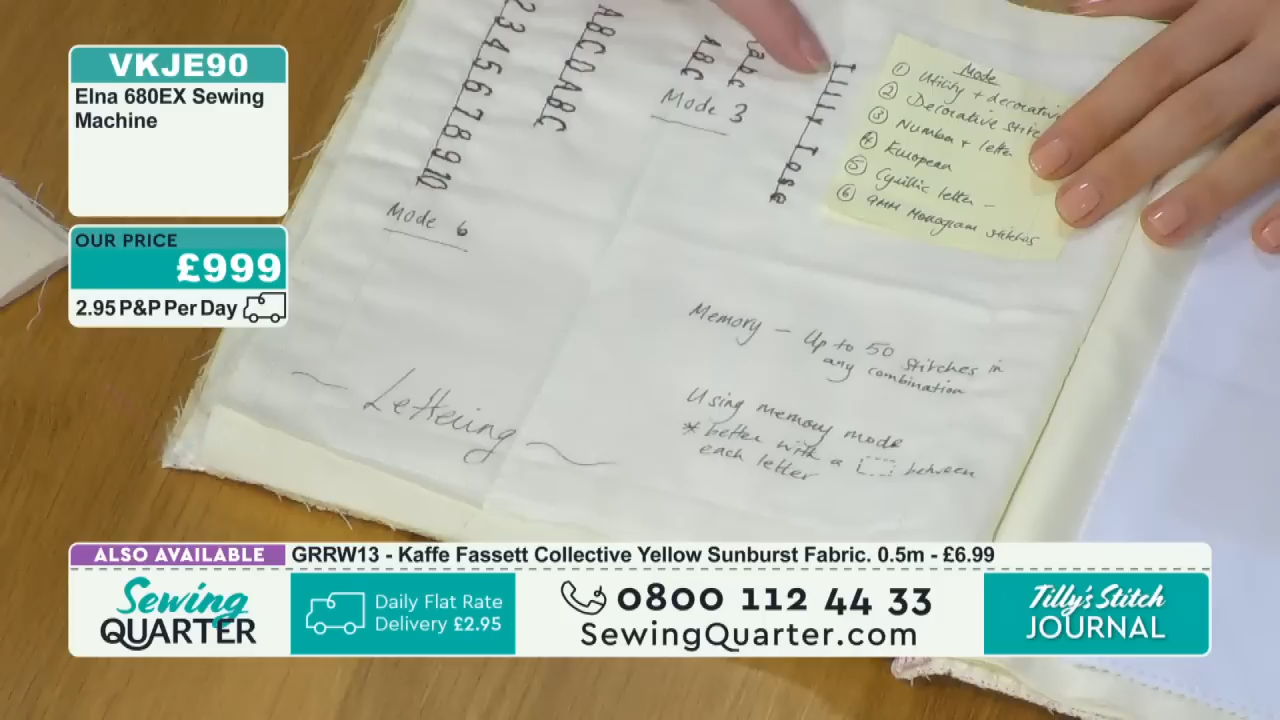 VKJE90
Elna 680EX Sewing
Machine
OUR PRICE
£999
2.95 P&P Per Day
2345678910
ABCDABC
ABC
abc
Mode 3
Mode 6
Mode
① Utility + decorative
② Decorative stitc
③ Number + letter
④ European
⑤ Cyrillic letter -
⑥ 9MM Monogram stitches
Memory - Up to 50 stitches in
any combination
Using memory mode
* better with a between
each letter
~ Lettering ~
ALSO AVAILABLE
GRRW13 - Kaffe Fassett Collective Yellow Sunburst Fabric. 0.5m - £6.99
Sewing
QUARTER
Daily Flat Rate
Delivery £2.95
0800 112 44 33
SewingQuarter.com
Tilly's Stitch
JOURNAL